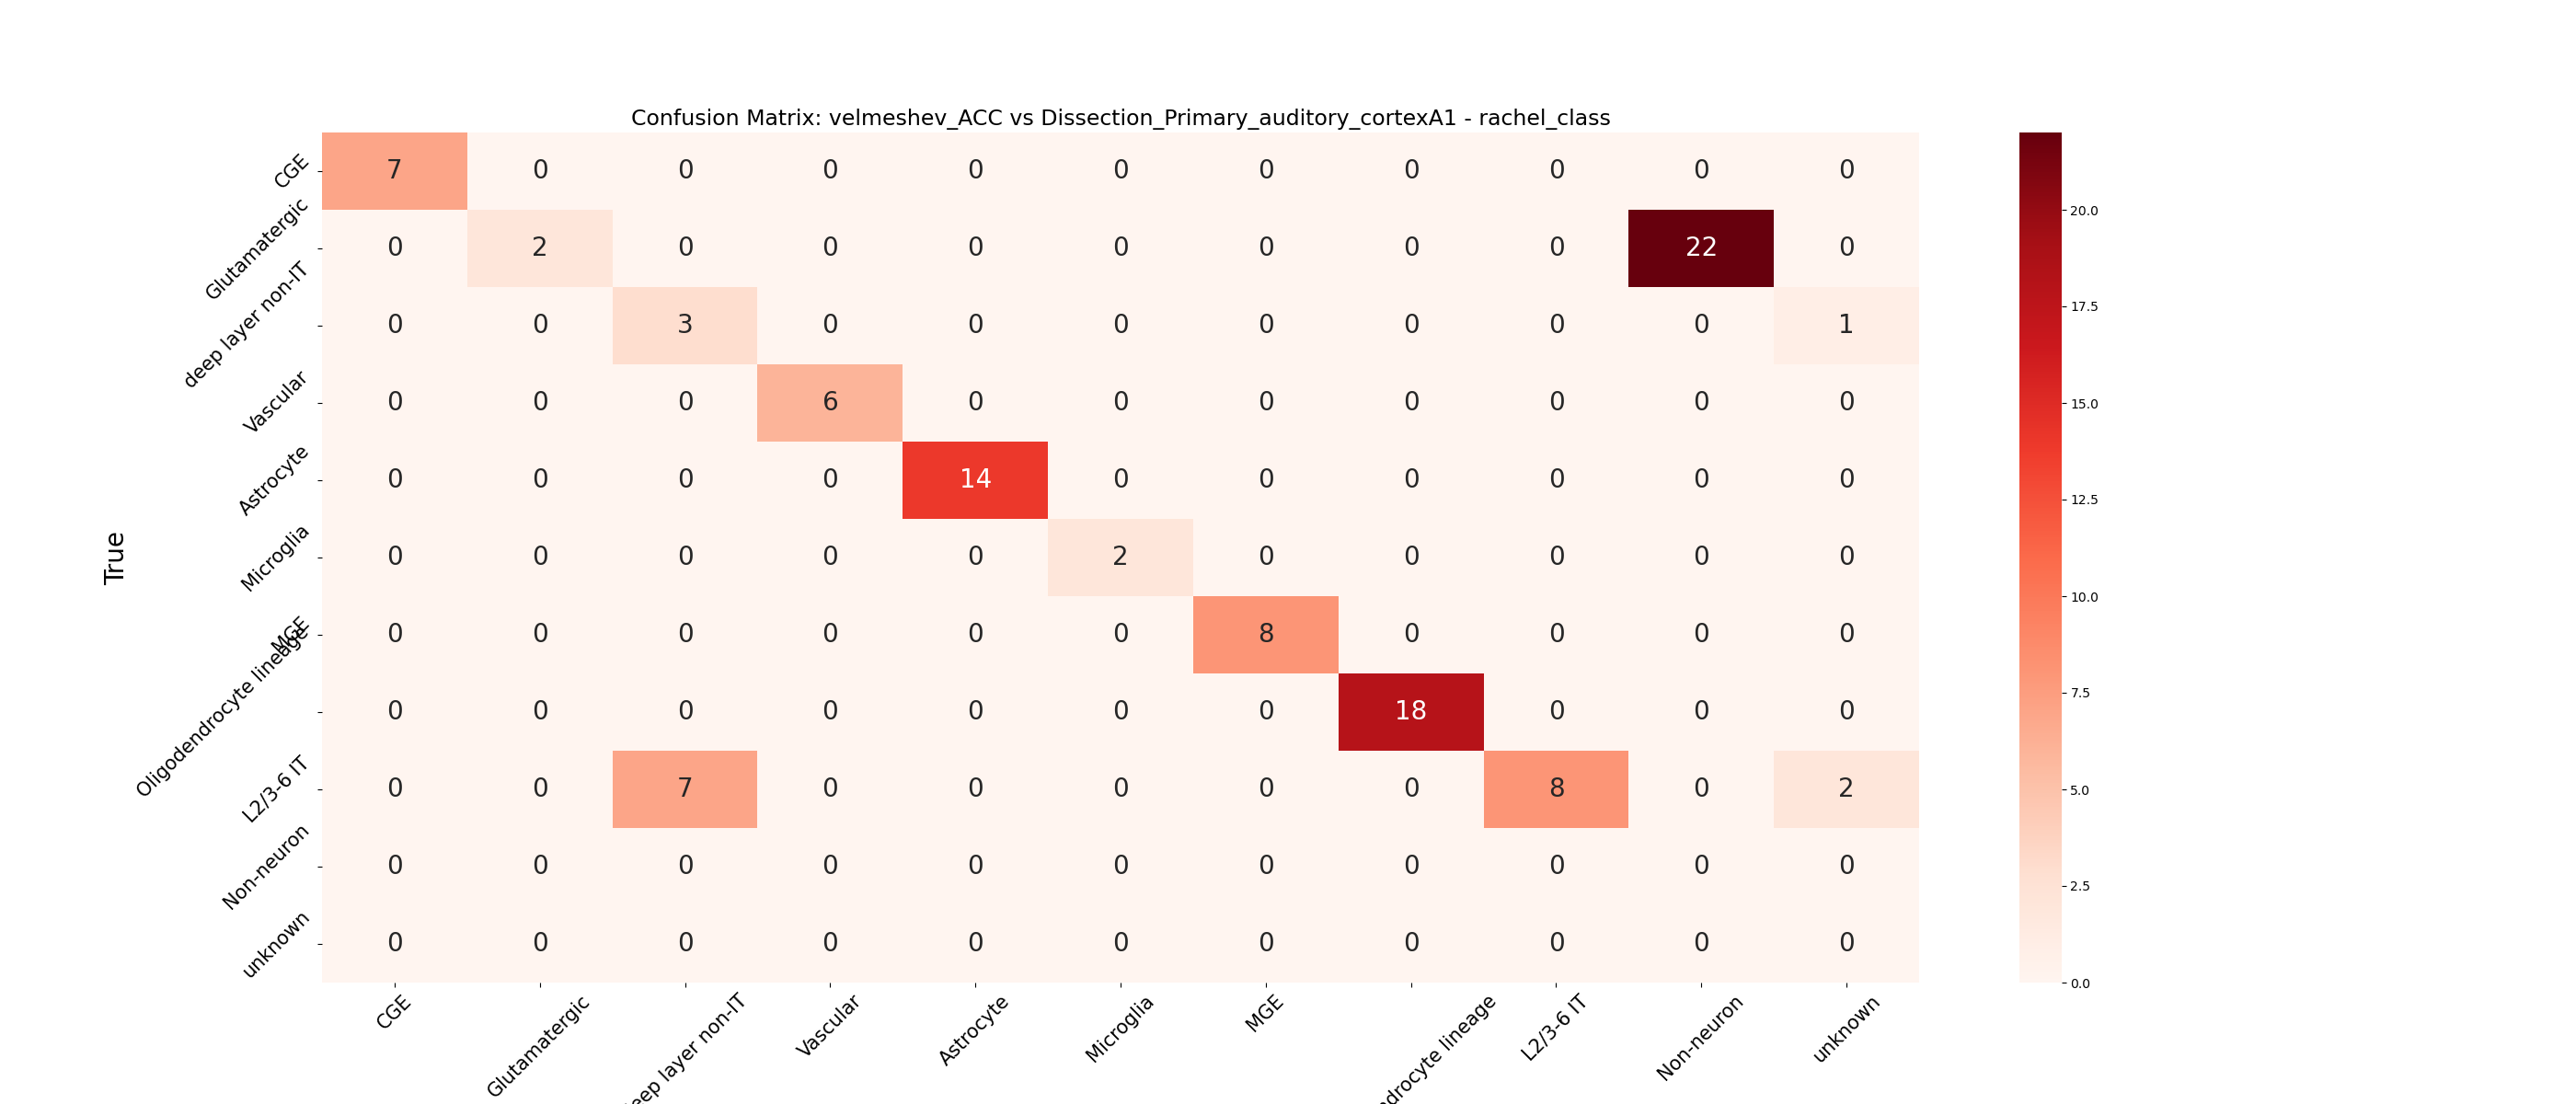 Confusion Matrix: velmeshev_ACC vs Dissection_Primary_auditory_cortexA1 - rachel_class
True
CGE 7 0 0 0 0 0 0 0 0 0 0
Glutamatergic 0 2 0 0 0 0 0 0 0 22 0
deep layer non-IT 0 0 3 0 0 0 0 0 0 0 1
Vascular 0 0 0 6 0 0 0 0 0 0 0
Astrocyte 0 0 0 0 14 0 0 0 0 0 0
Microglia 0 0 0 0 0 2 0 0 0 0 0
MGE 0 0 0 0 0 0 8 0 0 0 0
Oligodendrocyte lineage 0 0 0 0 0 0 0 18 0 0 0
L2/3-6 IT 0 0 7 0 0 0 0 0 8 0 2
Non-neuron 0 0 0 0 0 0 0 0 0 0 0
unknown 0 0 0 0 0 0 0 0 0 0 0
CGE Glutamatergic eep layer non-IT Vascular Astrocyte Microglia MGE ndrocyte lineage L2/3-6 IT Non-neuron unknown
20.0
17.5
15.0
12.5
10.0
7.5
5.0
2.5
0.0